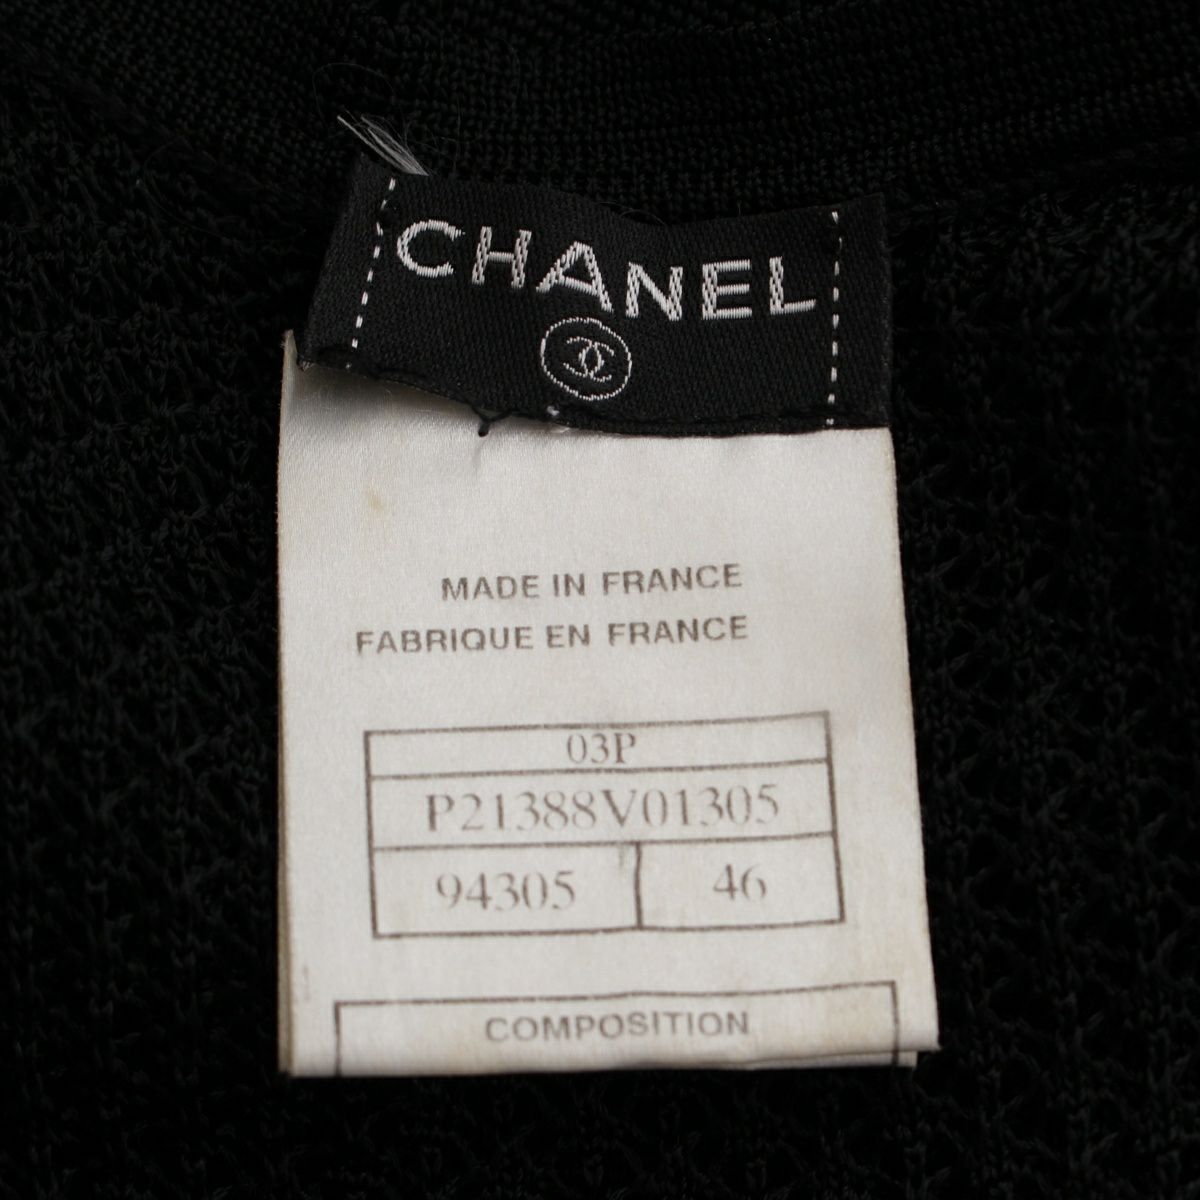 CHANEL
MADE IN FRANCE
FABRIQUE EN FRANCE
03P
P21388V01305
94305 46
COMPOSITION